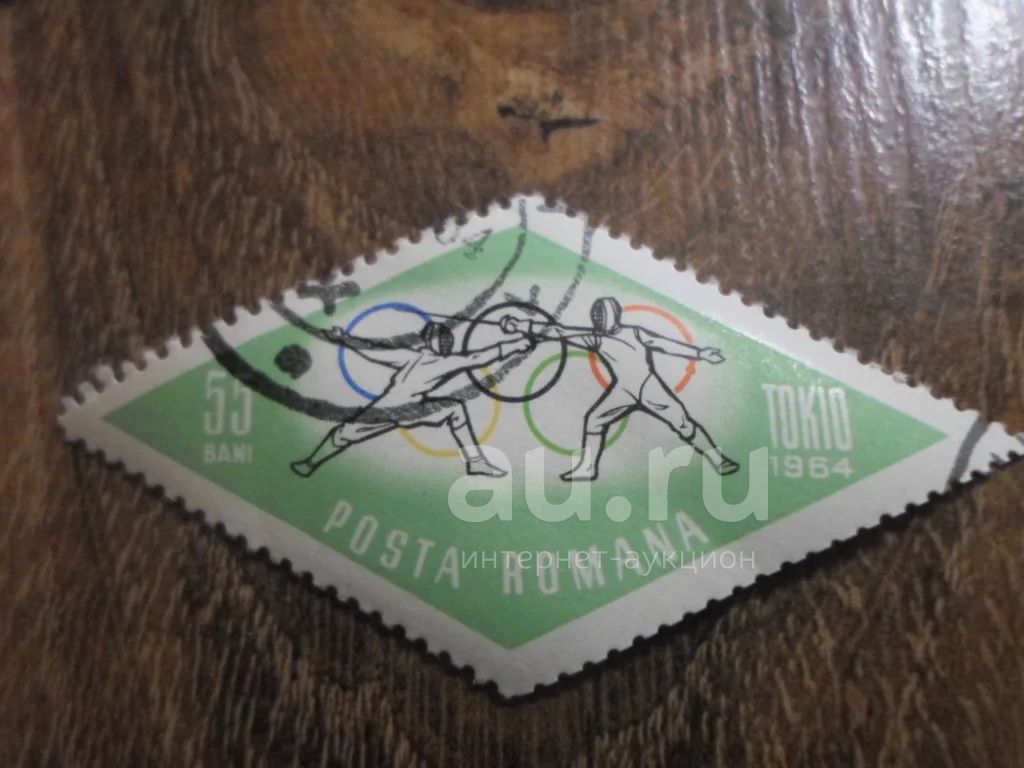 55
BANI
TOKIO
1964
POSTA ROMANA
au.ru
интернет-аукцион